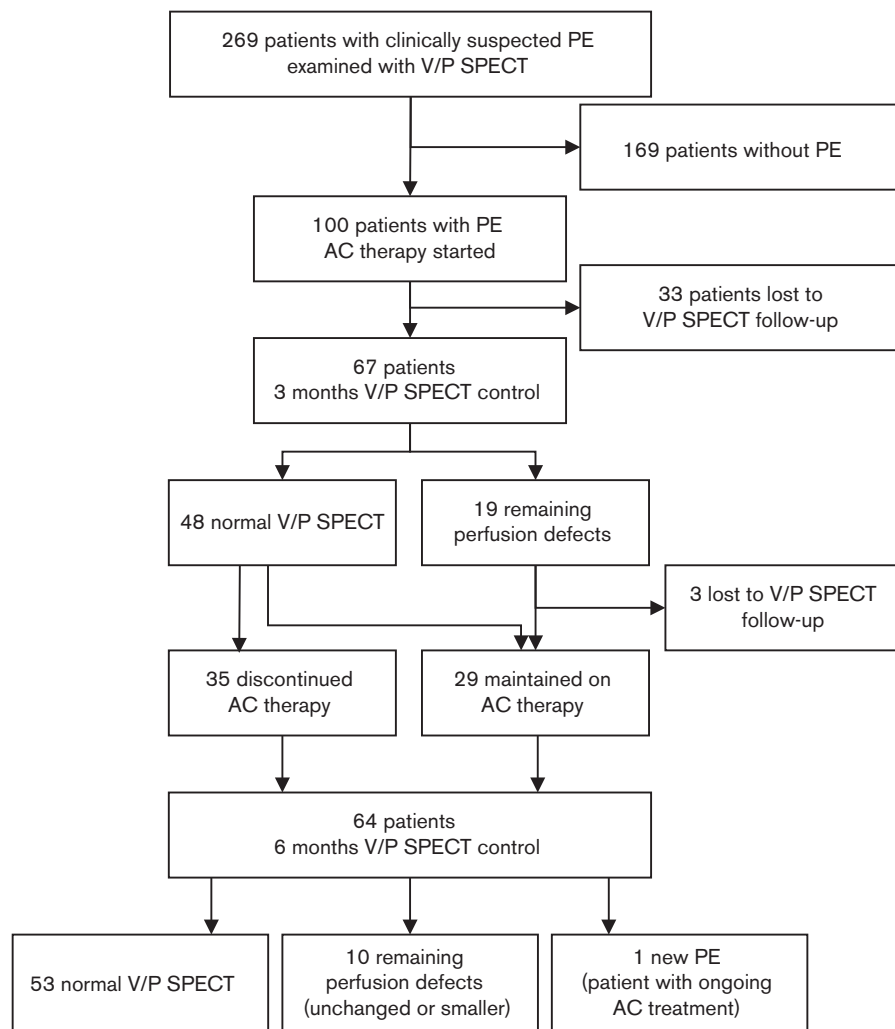 269 patients with clinically suspected PE
examined with V/P SPECT
169 patients without PE
100 patients with PE
AC therapy started
33 patients lost to
V/P SPECT follow-up
67 patients
3 months V/P SPECT control
48 normal V/P SPECT
19 remaining
perfusion defects
3 lost to V/P SPECT
follow-up
35 discontinued
AC therapy
29 maintained on
AC therapy
64 patients
6 months V/P SPECT control
53 normal V/P SPECT
10 remaining
perfusion defects
(unchanged or smaller)
1 new PE
(patient with ongoing
AC treatment)